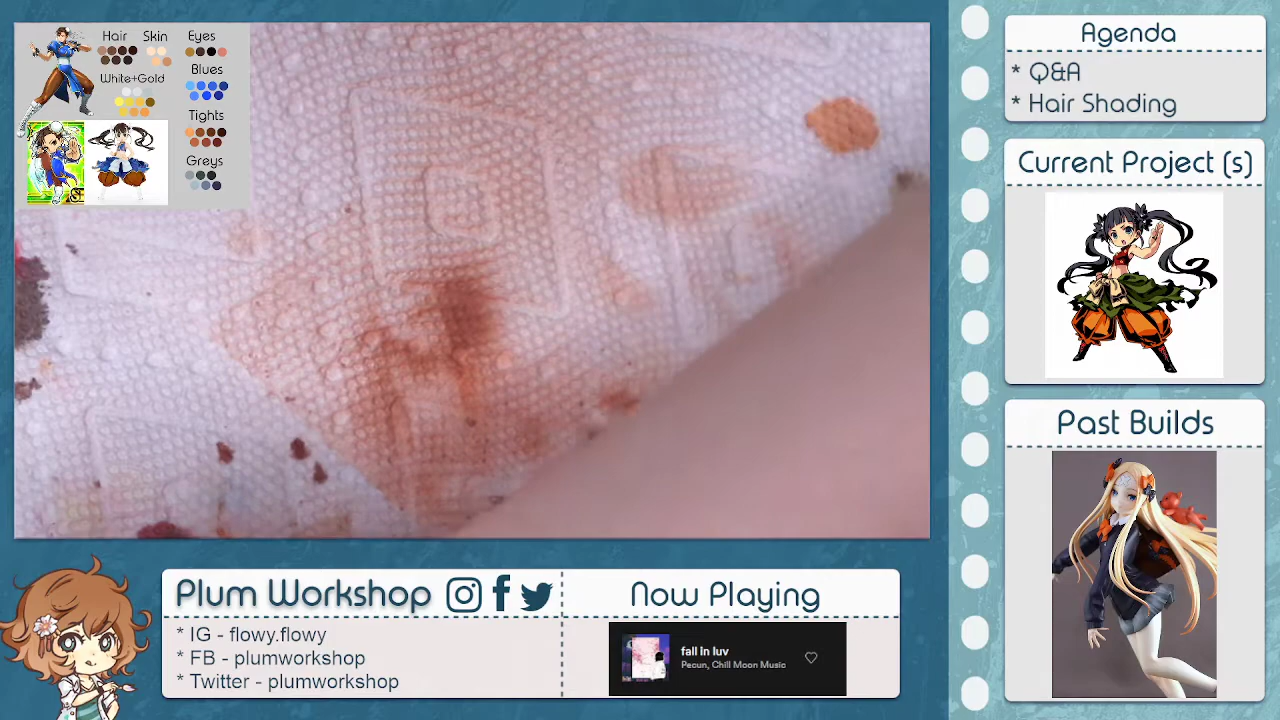 Hair Skin Eyes
White+Gold
Blues
Tights
Greys
Agenda
* Q&A
* Hair Shading
Current Project (s)
Past Builds
Plum Workshop
* IG - flowy.flowy
* FB - plumworkshop
* Twitter - plumworkshop
Now Playing
fall in luv
Pecun, Chill Moon Music